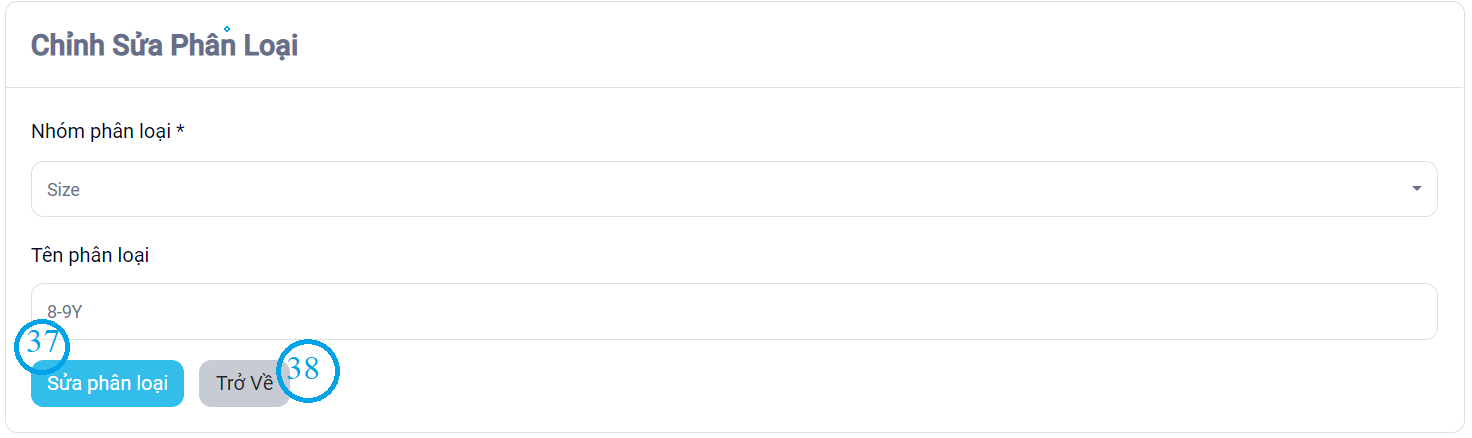 Chỉnh Sửa Phân Loại
Nhóm phân loại *
Size
Tên phân loại
8-9Y
37
38
Sửa phân loại
Trở Về